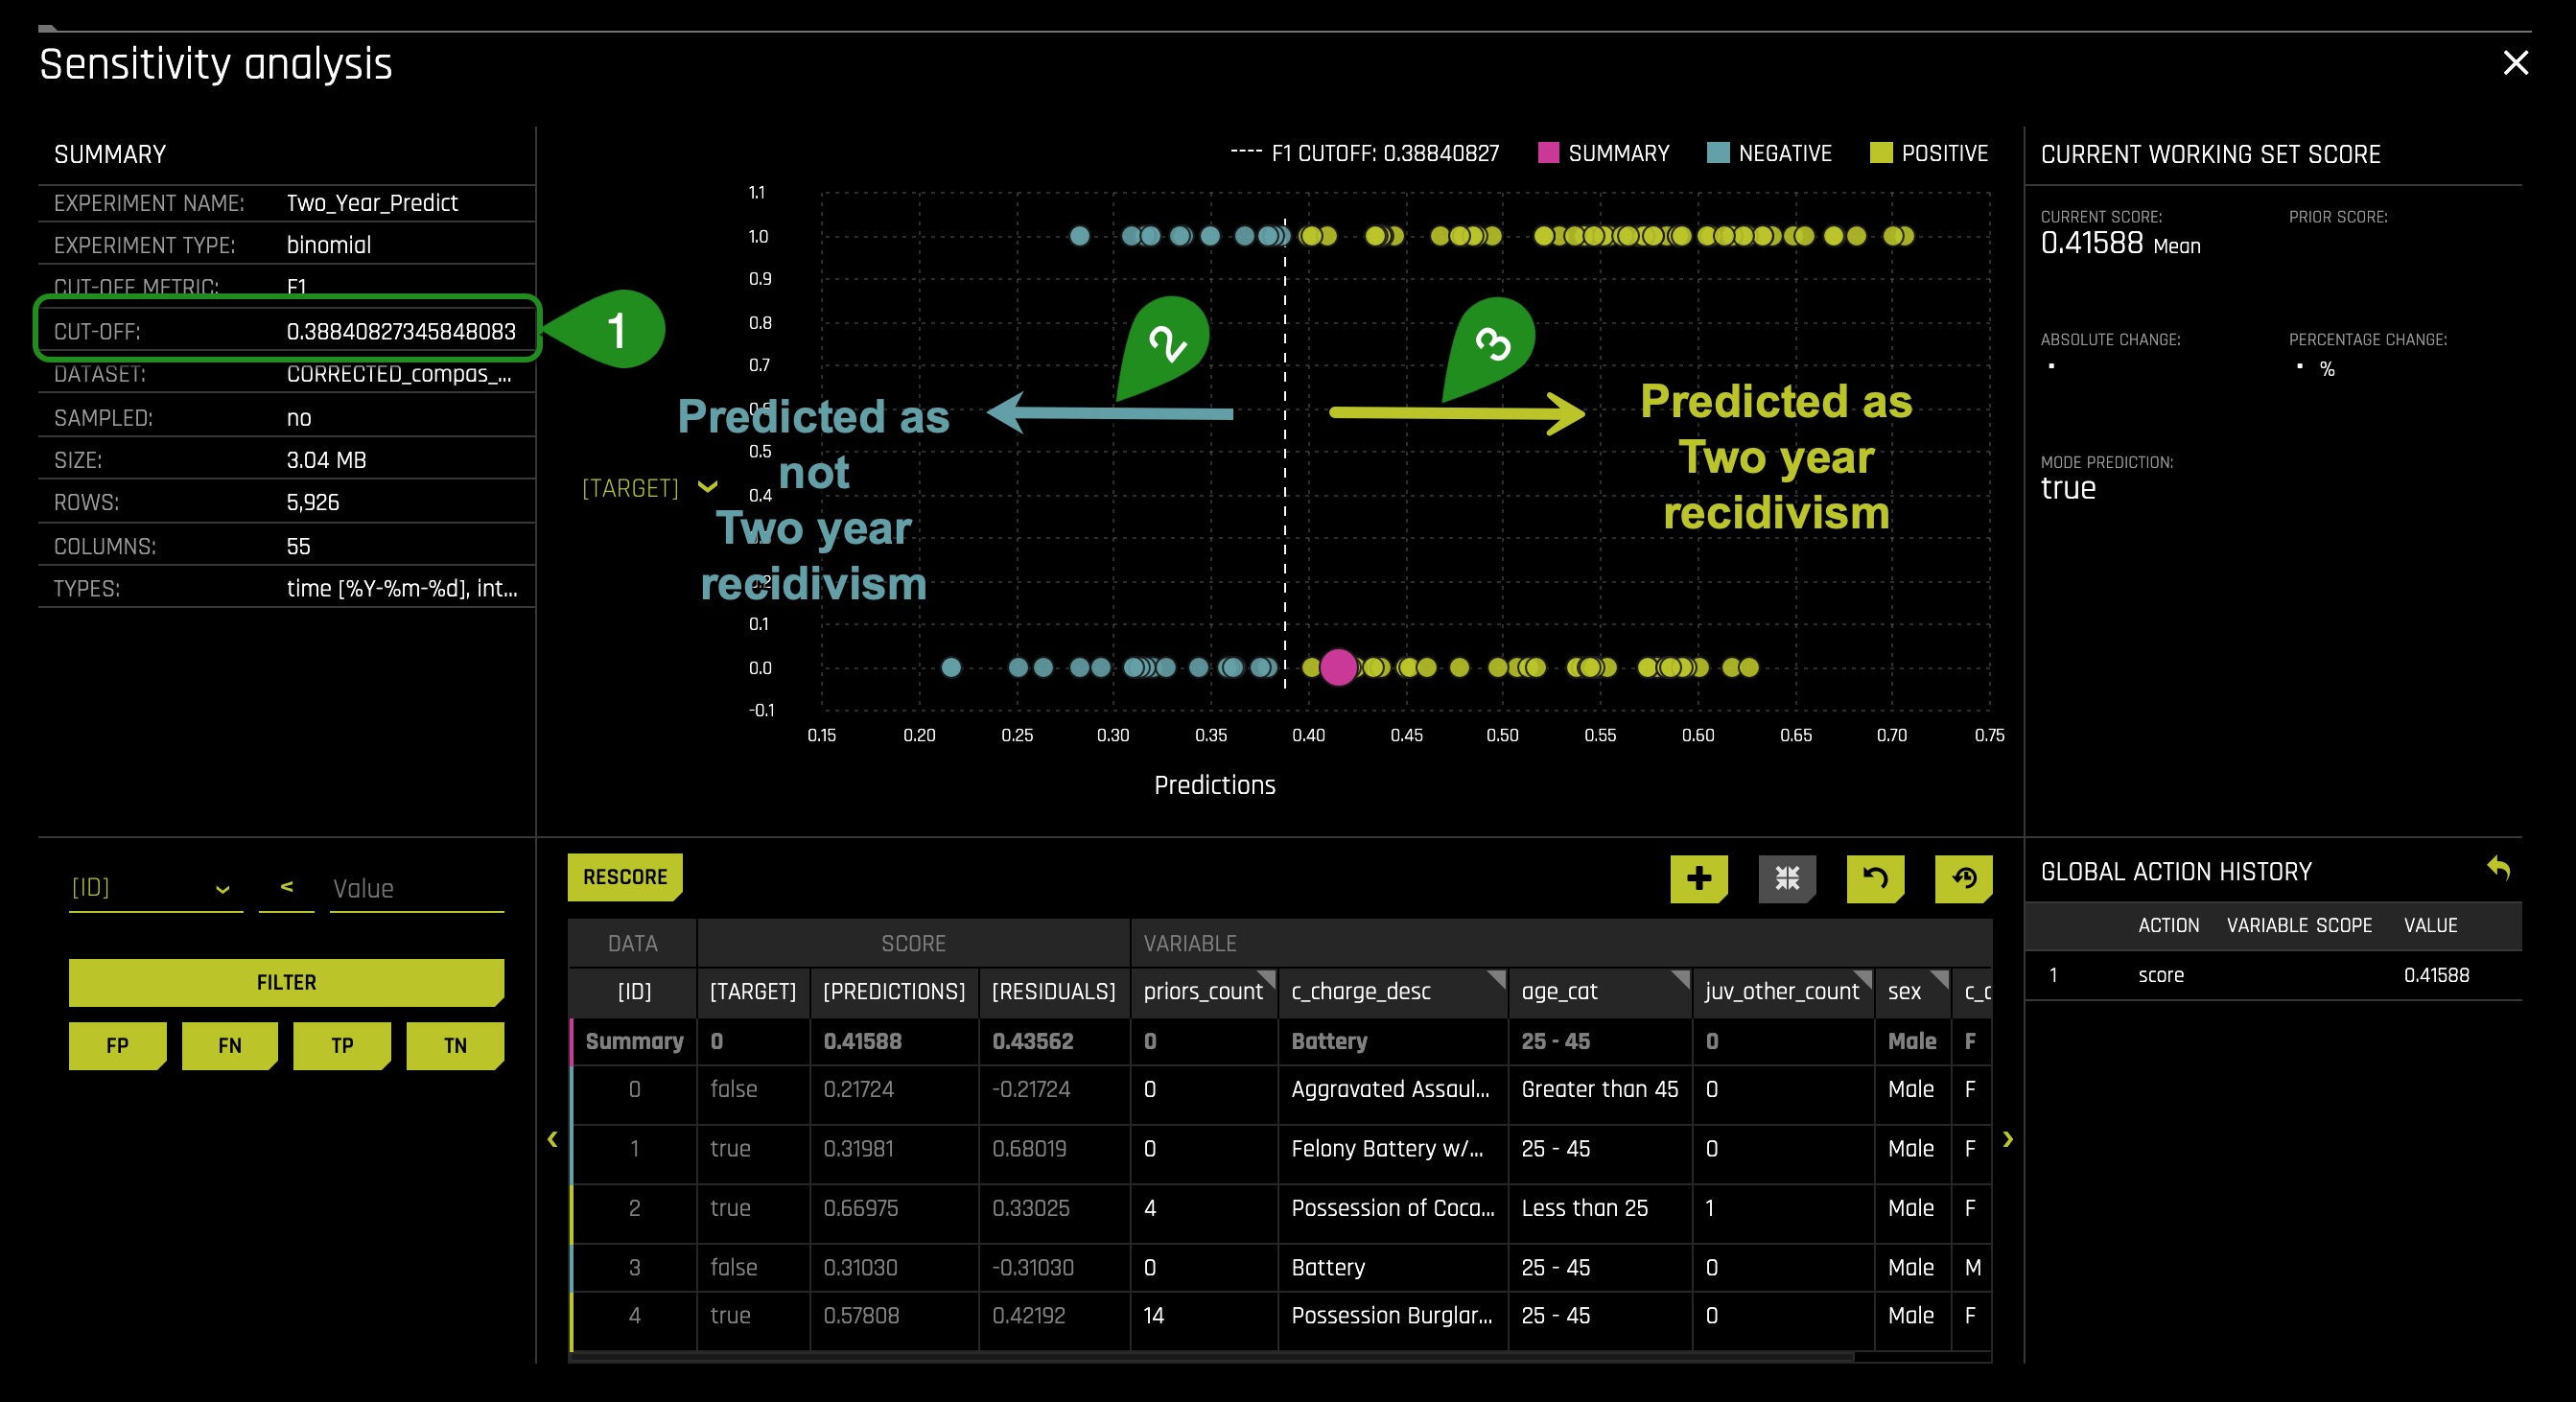 Sensitivity analysis
SUMMARY
EXPERIMENT NAME: Two_Year_Predict
EXPERIMENT TYPE: binomial
CUT-OFF METRIC: F1
CUT-OFF: 0.38840827345848083
DATASET: CORRECTED_compas_...
SAMPLED: no
SIZE: 3.04 MB
ROWS: 5,926
COLUMNS: 55
TYPES: time [%Y-%m-%d], int...
1
F1 CUTOFF: 0.38840827 SUMMARY NEGATIVE POSITIVE
1.1
1.0
0.9
0.8
0.7
0.5
0.4
0.1
0.0
-0.1
[TARGET]
2
3
Predicted as
not
Two year
recidivism
Predicted as
Two year
recidivism
0.15 0.20 0.25 0.30 0.35 0.40 0.45 0.50 0.55 0.60 0.65 0.70 0.75
Predictions
CURRENT WORKING SET SCORE
CURRENT SCORE: PRIOR SCORE:
0.41588 Mean
ABSOLUTE CHANGE: PERCENTAGE CHANGE:
%
MODE PREDICTION:
true
[ID] < Value
FILTER
FP FN TP TN
RESCORE
DATA SCORE VARIABLE
[ID] [TARGET] [PREDICTIONS] [RESIDUALS] priors_count c_charge_desc age_cat juv_other_count sex c_c
Summary 0 0.41588 0.43562 0 Battery 25 - 45 0 Male F
0 false 0.21724 -0.21724 0 Aggravated Assaul... Greater than 45 0 Male F
1 true 0.31981 0.68019 0 Felony Battery w/... 25 - 45 0 Male F
2 true 0.66975 0.33025 4 Possession of Coca... Less than 25 1 Male F
3 false 0.31030 -0.31030 0 Battery 25 - 45 0 Male M
4 true 0.57808 0.42192 14 Possession Burglar... 25 - 45 0 Male F
GLOBAL ACTION HISTORY
ACTION VARIABLE SCOPE VALUE
1 score 0.41588